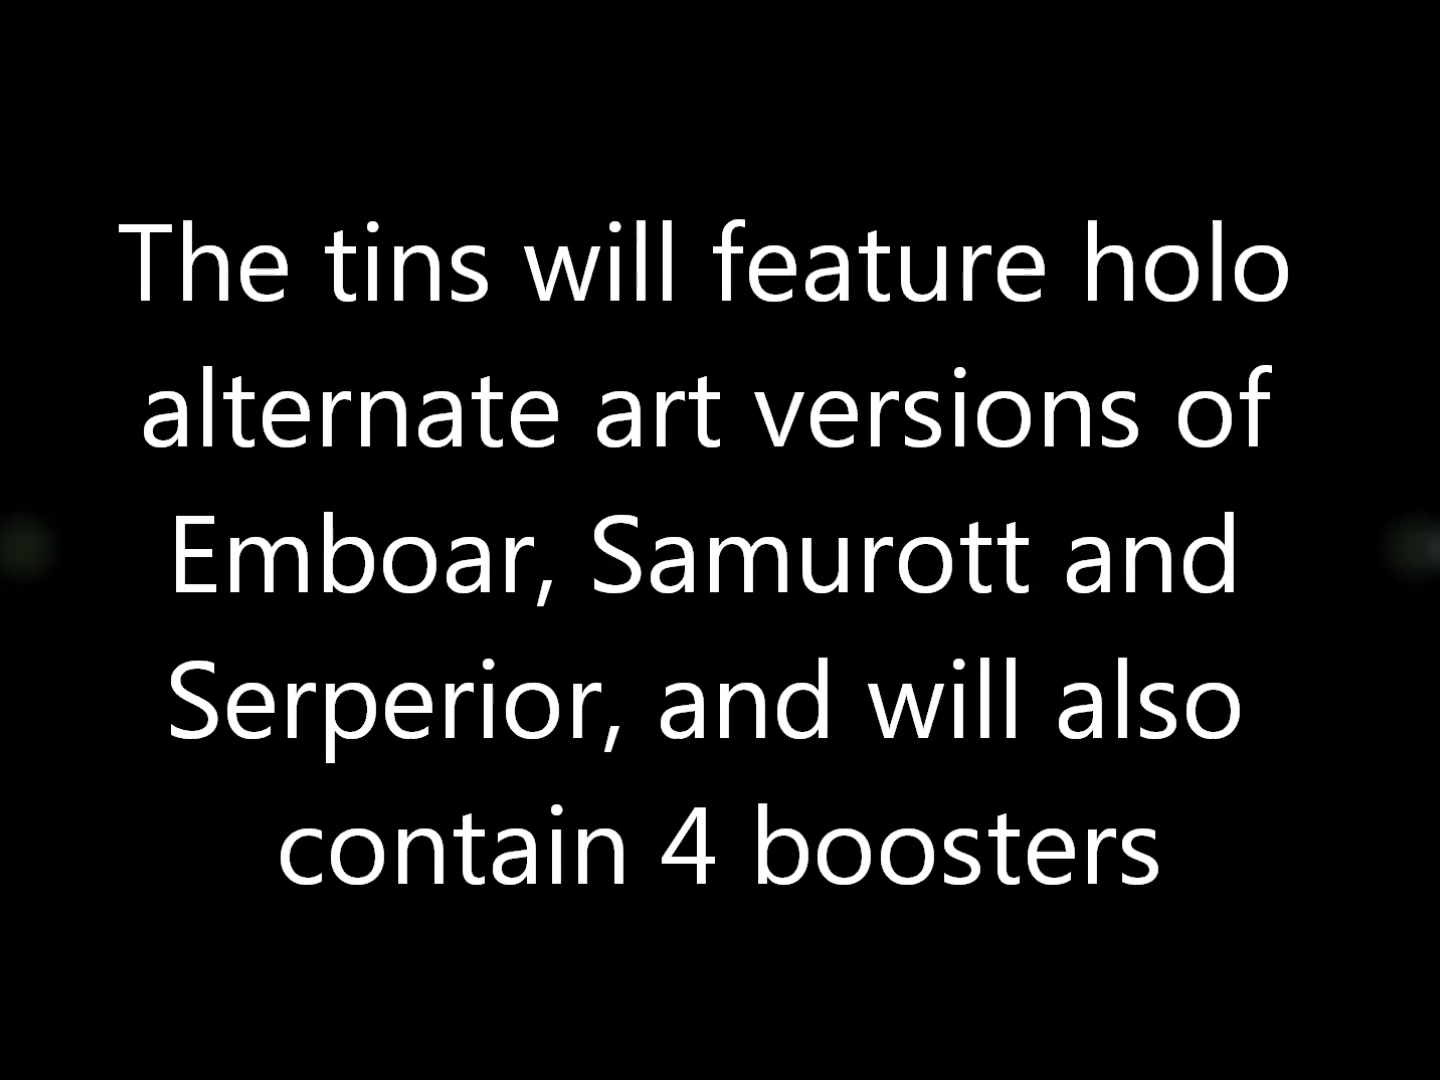 The tins will feature holo
alternate art versions of
Emboar, Samurott and
Serperior, and will also
contain 4 boosters